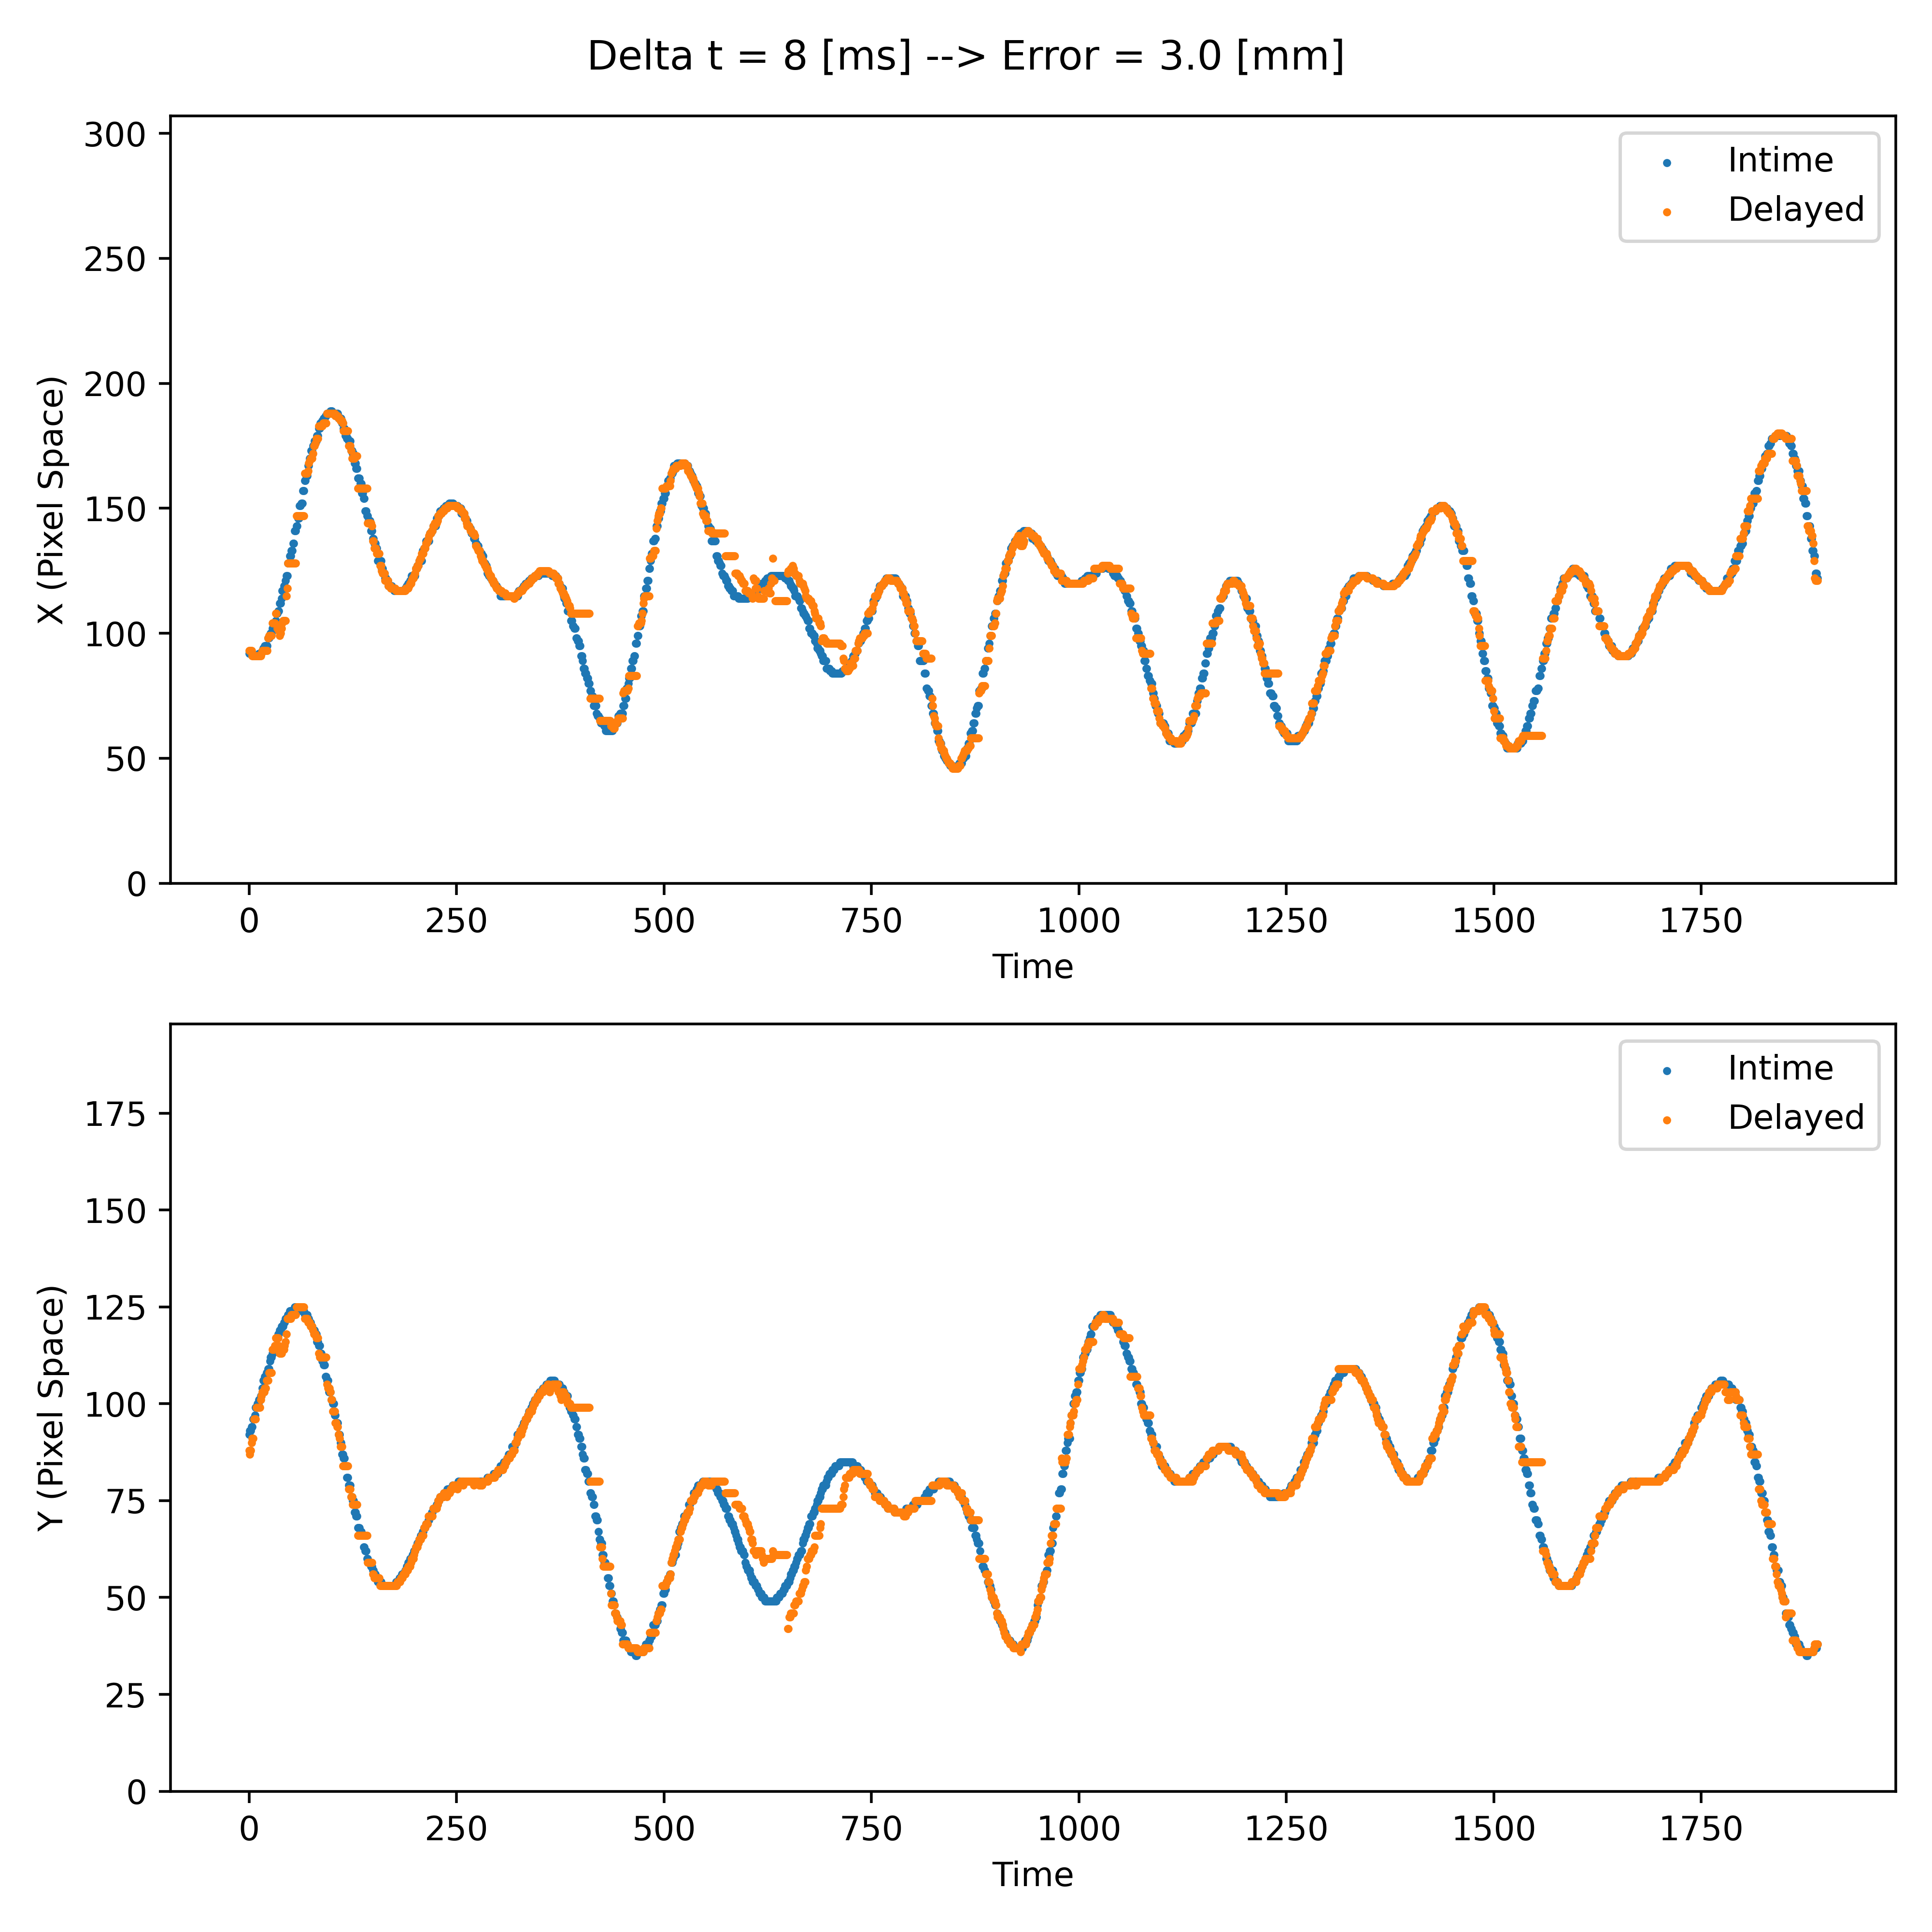 Delta t = 8 [ms] --> Error = 3.0 [mm]
300
250
200
150
100
50
0
X (Pixel Space)
Intime
Delayed
0 250 500 750 1000 1250 1500 1750
Time
175
150
125
100
75
50
25
0
Y (Pixel Space)
Intime
Delayed
0 250 500 750 1000 1250 1500 1750
Time